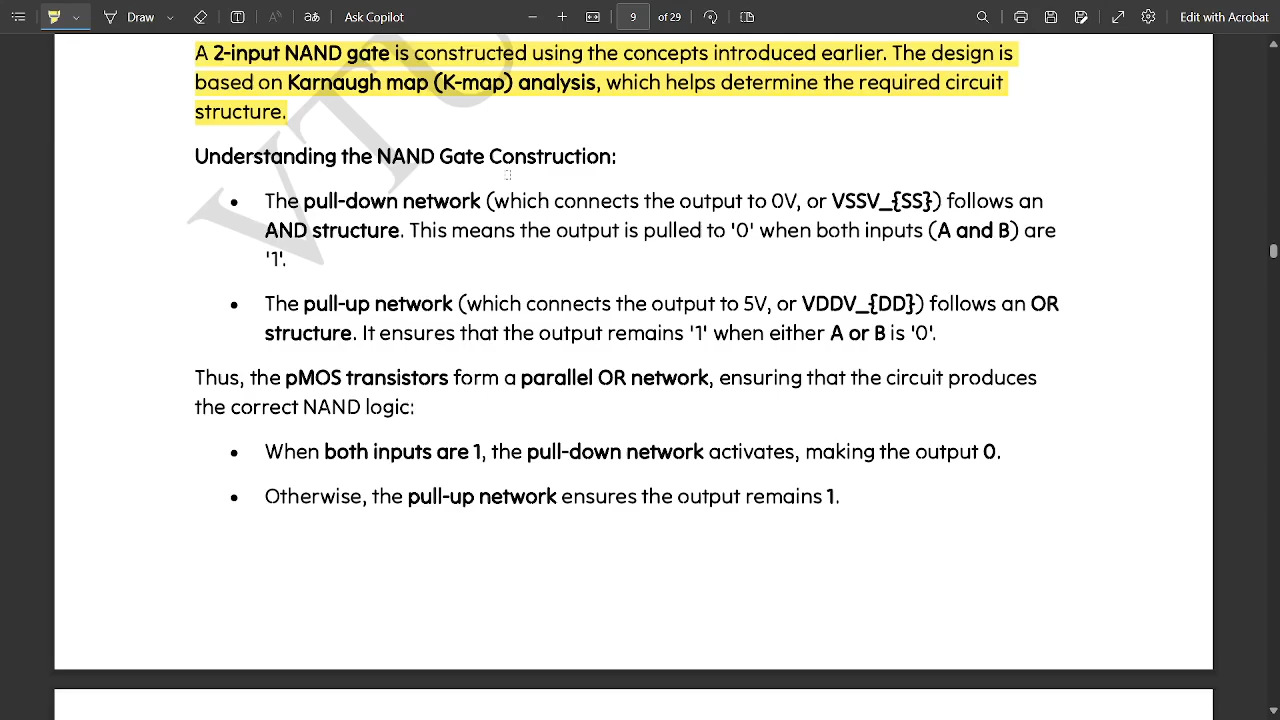 Draw
Ask Copilot
9
of 29
Edit with Acrobat
A 2-input NAND gate is constructed using the concepts introduced earlier. The design is
based on Karnaugh map (K-map) analysis, which helps determine the required circuit
structure.
Understanding the NAND Gate Construction:
• The pull-down network (which connects the output to 0V, or VSSV_{SS}) follows an
AND structure. This means the output is pulled to '0' when both inputs (A and B) are
'1'.
• The pull-up network (which connects the output to 5V, or VDDV_{DD}) follows an OR
structure. It ensures that the output remains '1' when either A or B is '0'.
Thus, the pMOS transistors form a parallel OR network, ensuring that the circuit produces
the correct NAND logic:
• When both inputs are 1, the pull-down network activates, making the output 0.
• Otherwise, the pull-up network ensures the output remains 1.